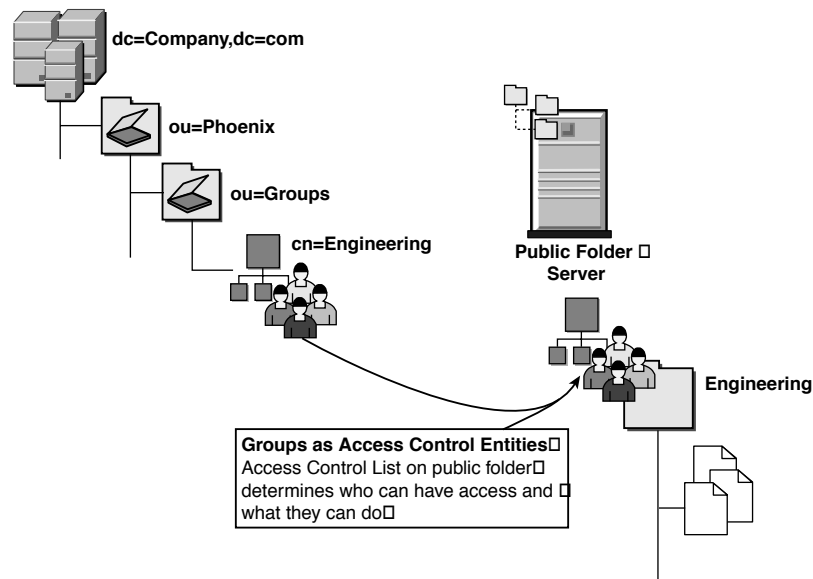 dc=Company,dc=com
ou=Phoenix
ou=Groups
cn=Engineering
Public Folder □
Server
Engineering
Groups as Access Control Entities□
Access Control List on public folder□
determines who can have access and □
what they can do□